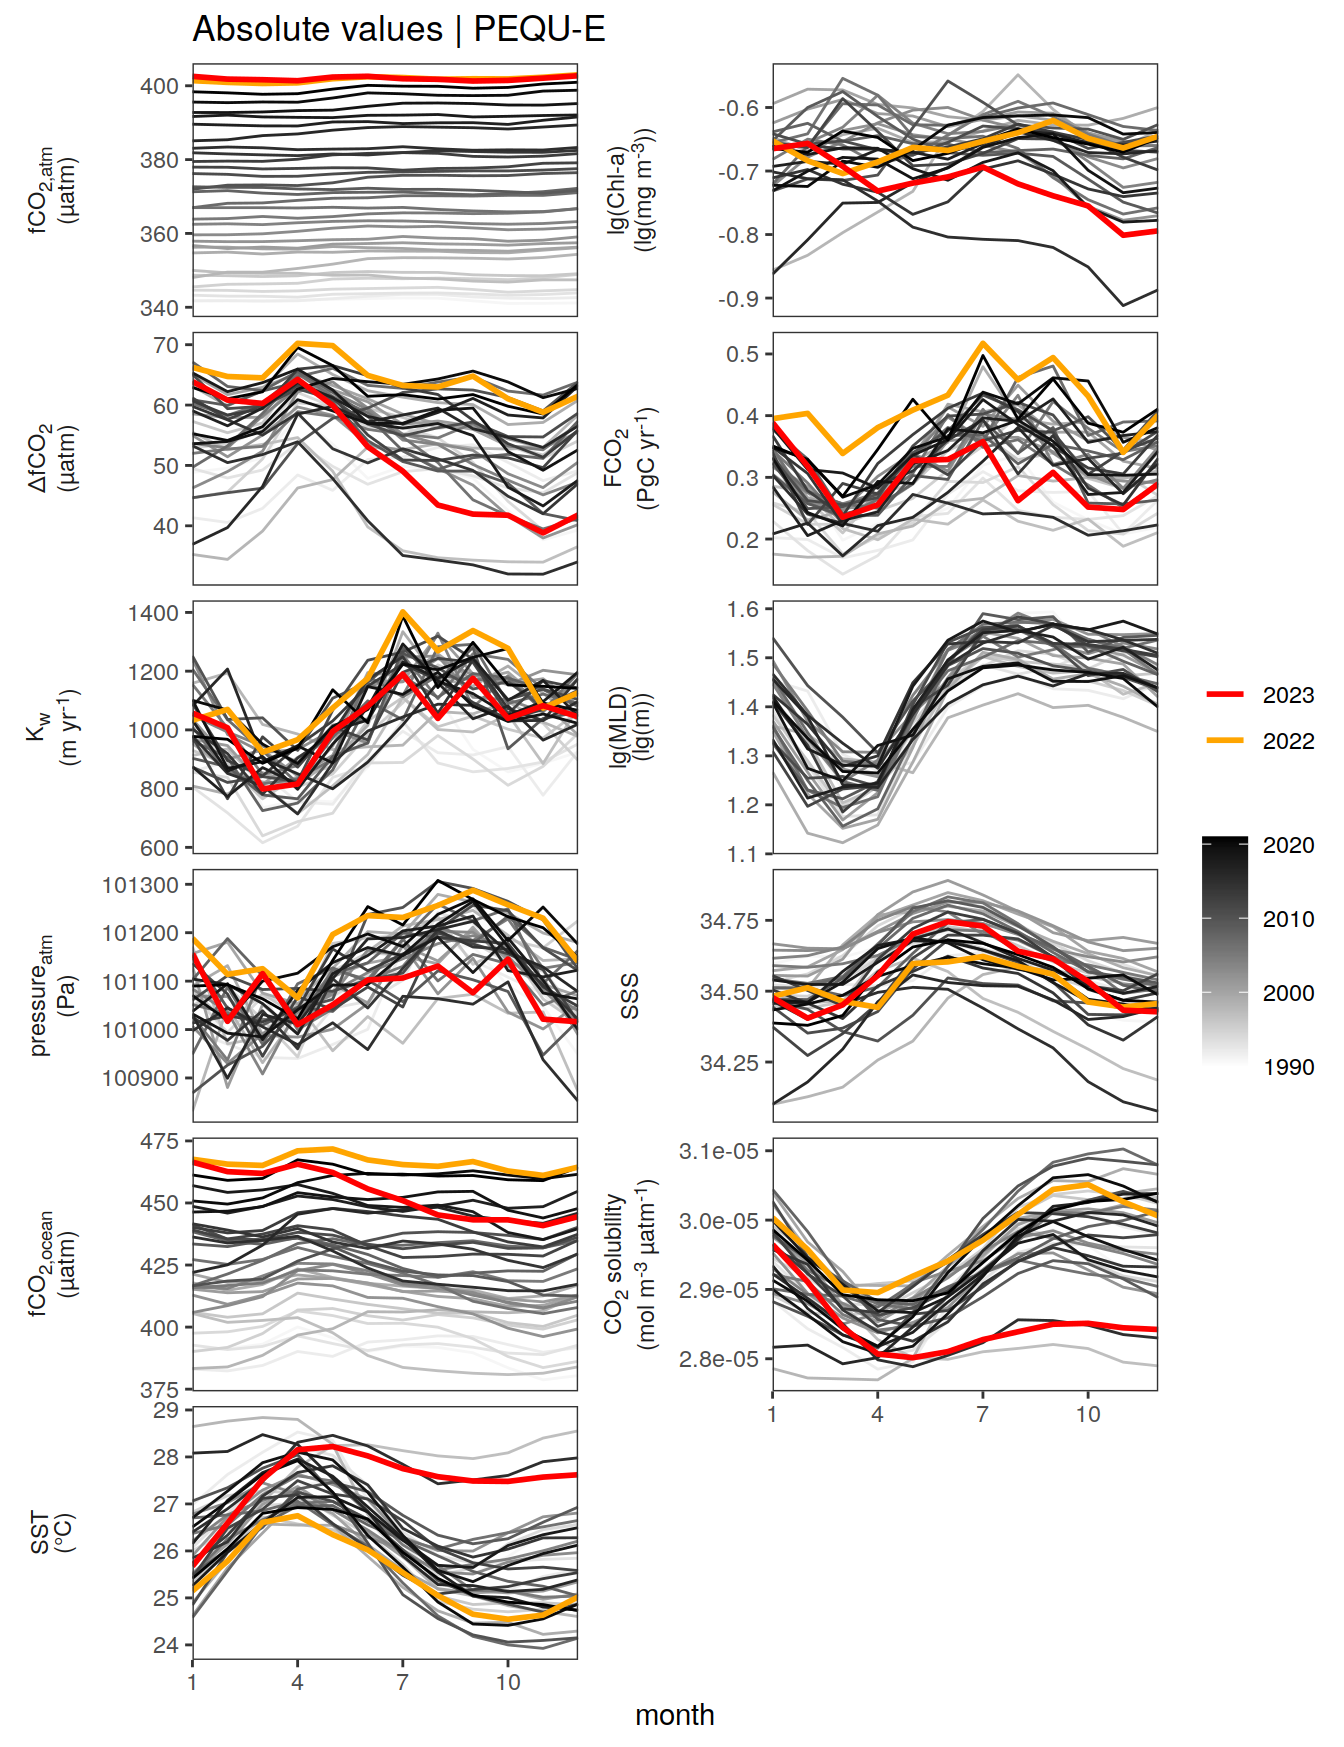 Absolute values | PEQU-E
fCO2,atm
(µatm)
400
380
360
340
lg(Chl-a)
(lg(mg m-3))
-0.6
-0.7
-0.8
-0.9
ΔfCO2
(µatm)
70
60
50
40
FCO2
(PgC yr-1)
0.5
0.4
0.3
0.2
Kw
(m yr-1)
1400
1200
1000
800
600
lg(MLD)
(lg(m))
1.6
1.5
1.4
1.3
1.2
1.1
pressureatm
(Pa)
101300
101200
101100
101000
100900
SSS
34.75
34.50
34.25
fCO2,ocean
(µatm)
475
450
425
400
375
CO2 solubility
(mol m-3 µatm-1)
3.1e-05
3.0e-05
2.9e-05
2.8e-05
1 4 7 10
SST
(°C)
29
28
27
26
25
24
1 4 7 10
month
2023
2022
2020
2010
2000
1990